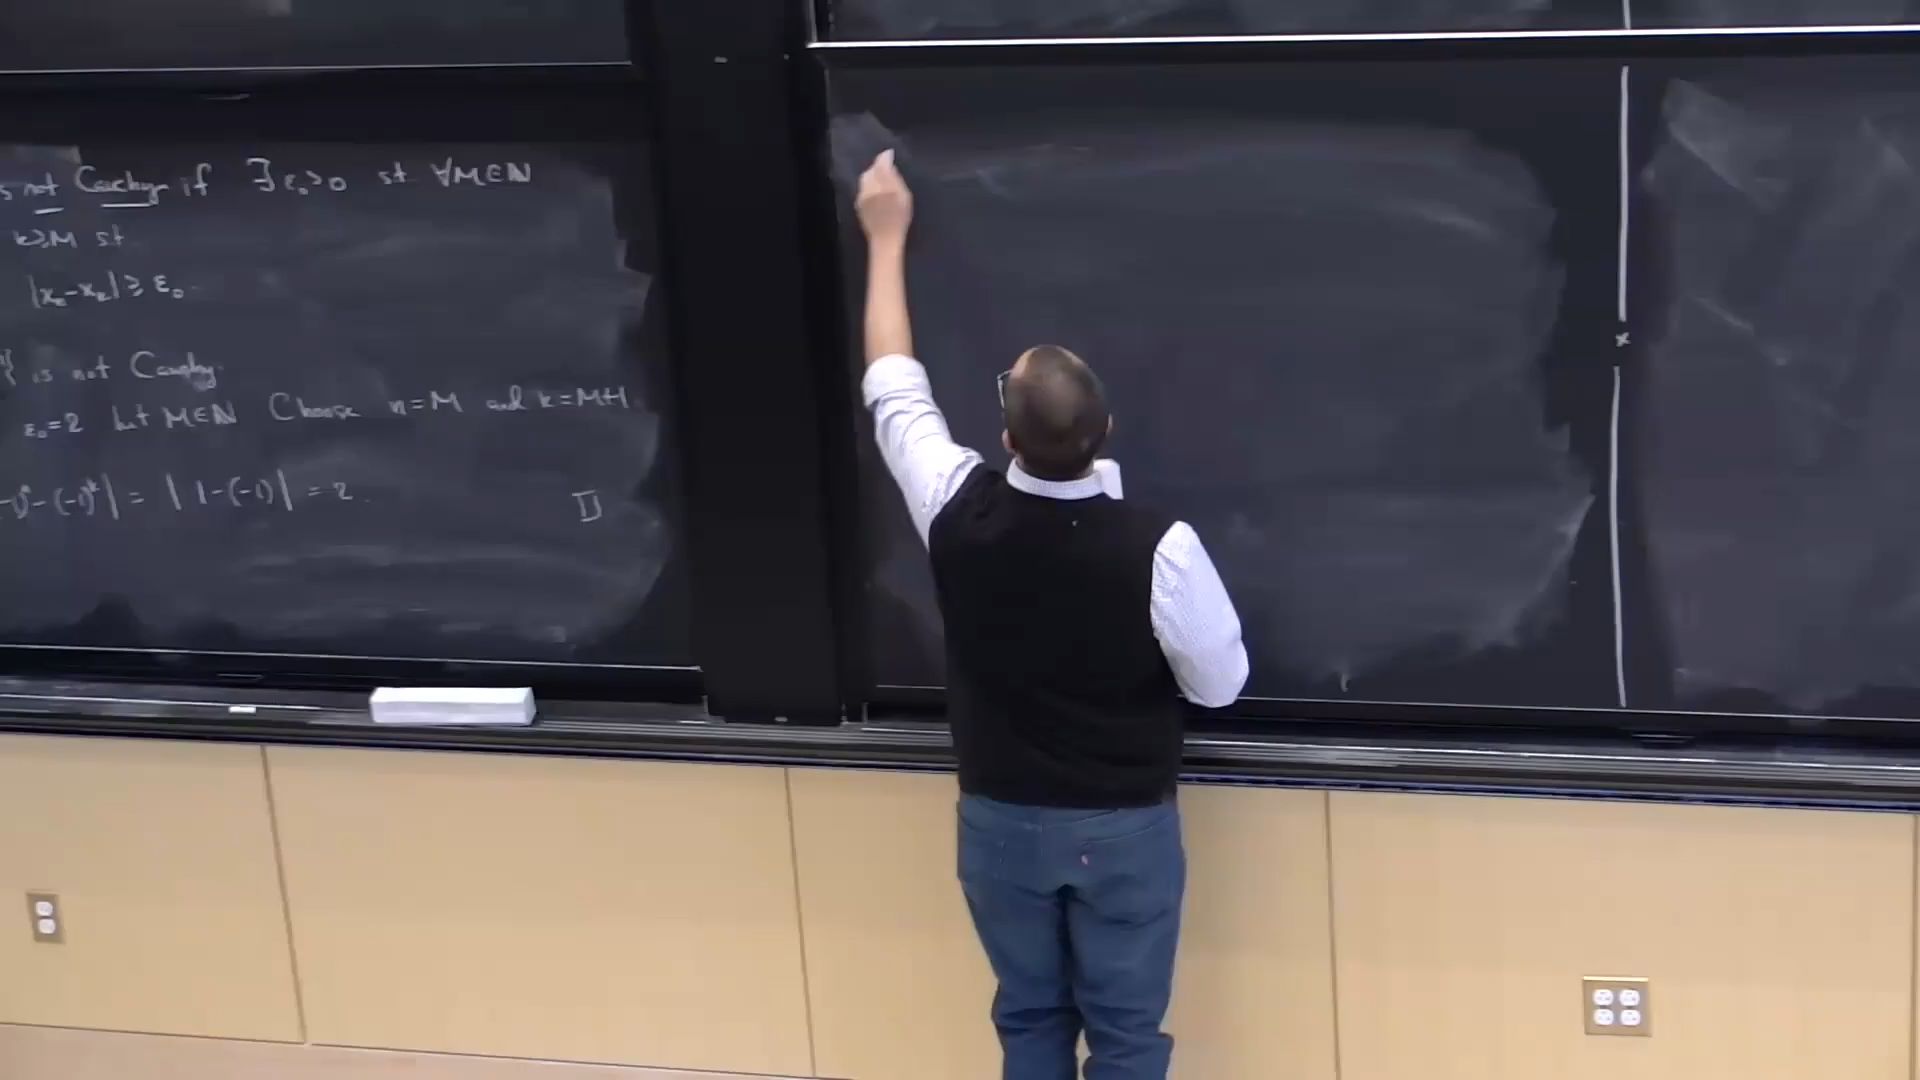 s not Cauchy if ∃ ε₀>0 st ∀M∈ℕ
k≥M st
|xₙ-xₖ| ≥ ε₀.
} is not Cauchy.
ε₀=2 Let M∈ℕ Choose n=M and k=M+1.
-1)ⁿ-(-1)ᵏ| = |1-(-1)| = 2.